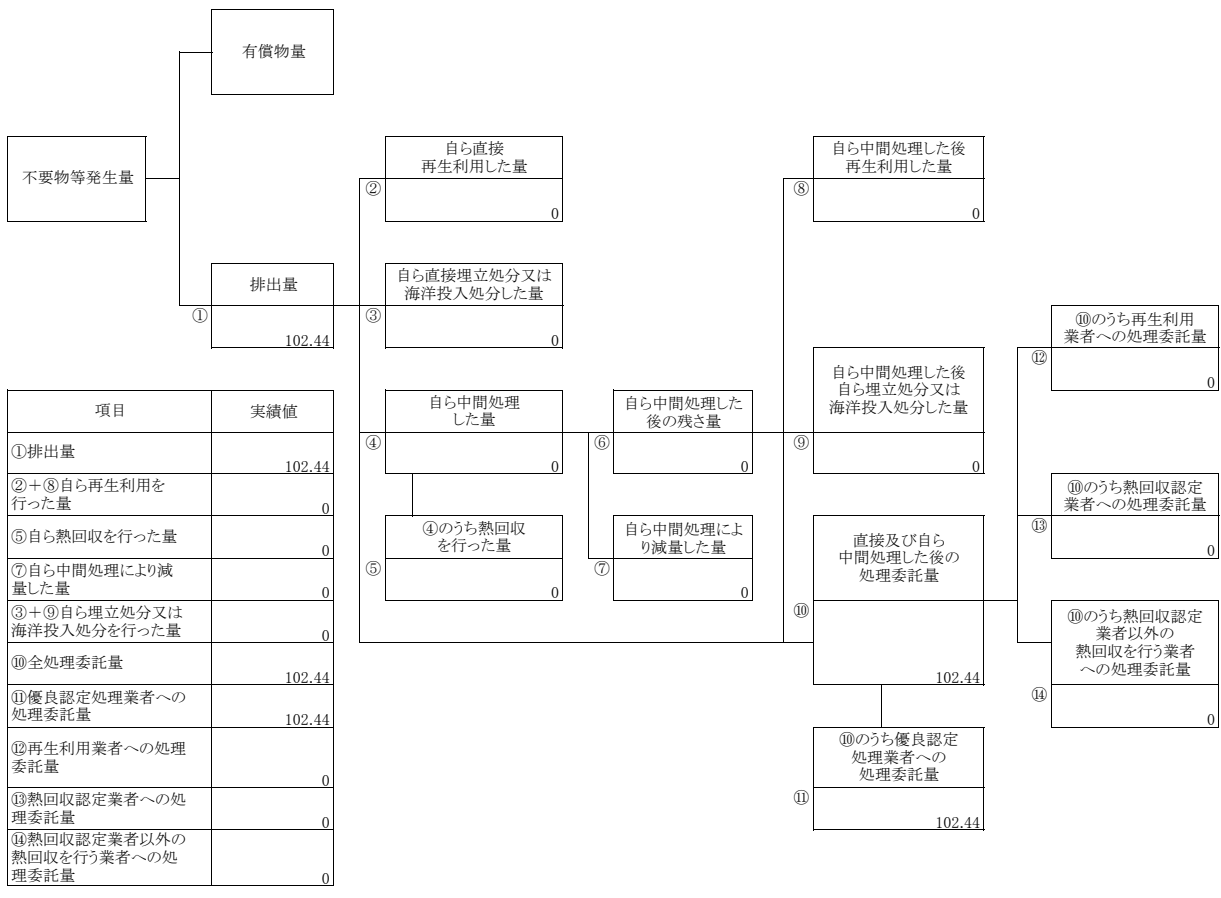 有償物量
不要物等発生量
①
排出量
102.44
②
自ら直接
再生利用した量
0
③
自ら直接埋立処分又は
海洋投入処分した量
0
④
自ら中間処理
した量
0
⑤
④のうち熱回収
を行った量
0
⑥
自ら中間処理した
後の残さ量
0
⑦
自ら中間処理によ
り減量した量
0
⑧
自ら中間処理した後
再生利用した量
0
⑨
自ら中間処理した後
自ら埋立処分又は
海洋投入処分した量
0
⑩
直接及び自ら
中間処理した後の
処理委託量
102.44
⑪
⑩のうち優良認定
処理業者への
処理委託量
102.44
⑫
⑩のうち再生利用
業者への処理委託量
0
⑬
⑩のうち熱回収認定
業者への処理委託量
0
⑭
⑩のうち熱回収認定
業者以外の
熱回収を行う業者
への処理委託量
0
項目 実績値
①排出量
102.44
②＋⑧自ら再生利用を
行った量
0
⑤自ら熱回収を行った量
0
⑦自ら中間処理により減
量した量
0
③＋⑨自ら埋立処分又は
海洋投入処分を行った量
0
⑩全処理委託量
102.44
⑪優良認定処理業者への
処理委託量
102.44
⑫再生利用業者への処理
委託量
0
⑬熱回収認定業者への処
理委託量
0
⑭熱回収認定業者以外の
熱回収を行う業者への処
理委託量
0